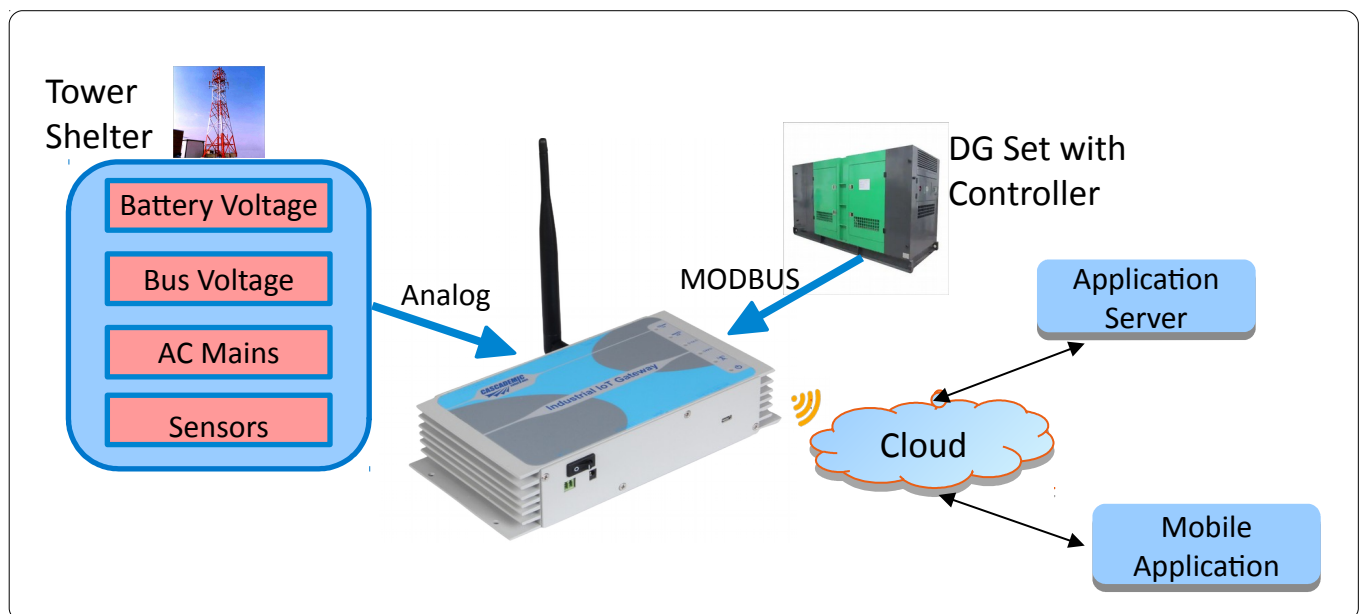 Tower
Shelter
Battery Voltage
Bus Voltage
AC Mains
Sensors
Analog
MODBUS
DG Set with
Controller
CASCADEMIC
Industrial IoT Gateway
Application
Server
Cloud
Mobile
Application